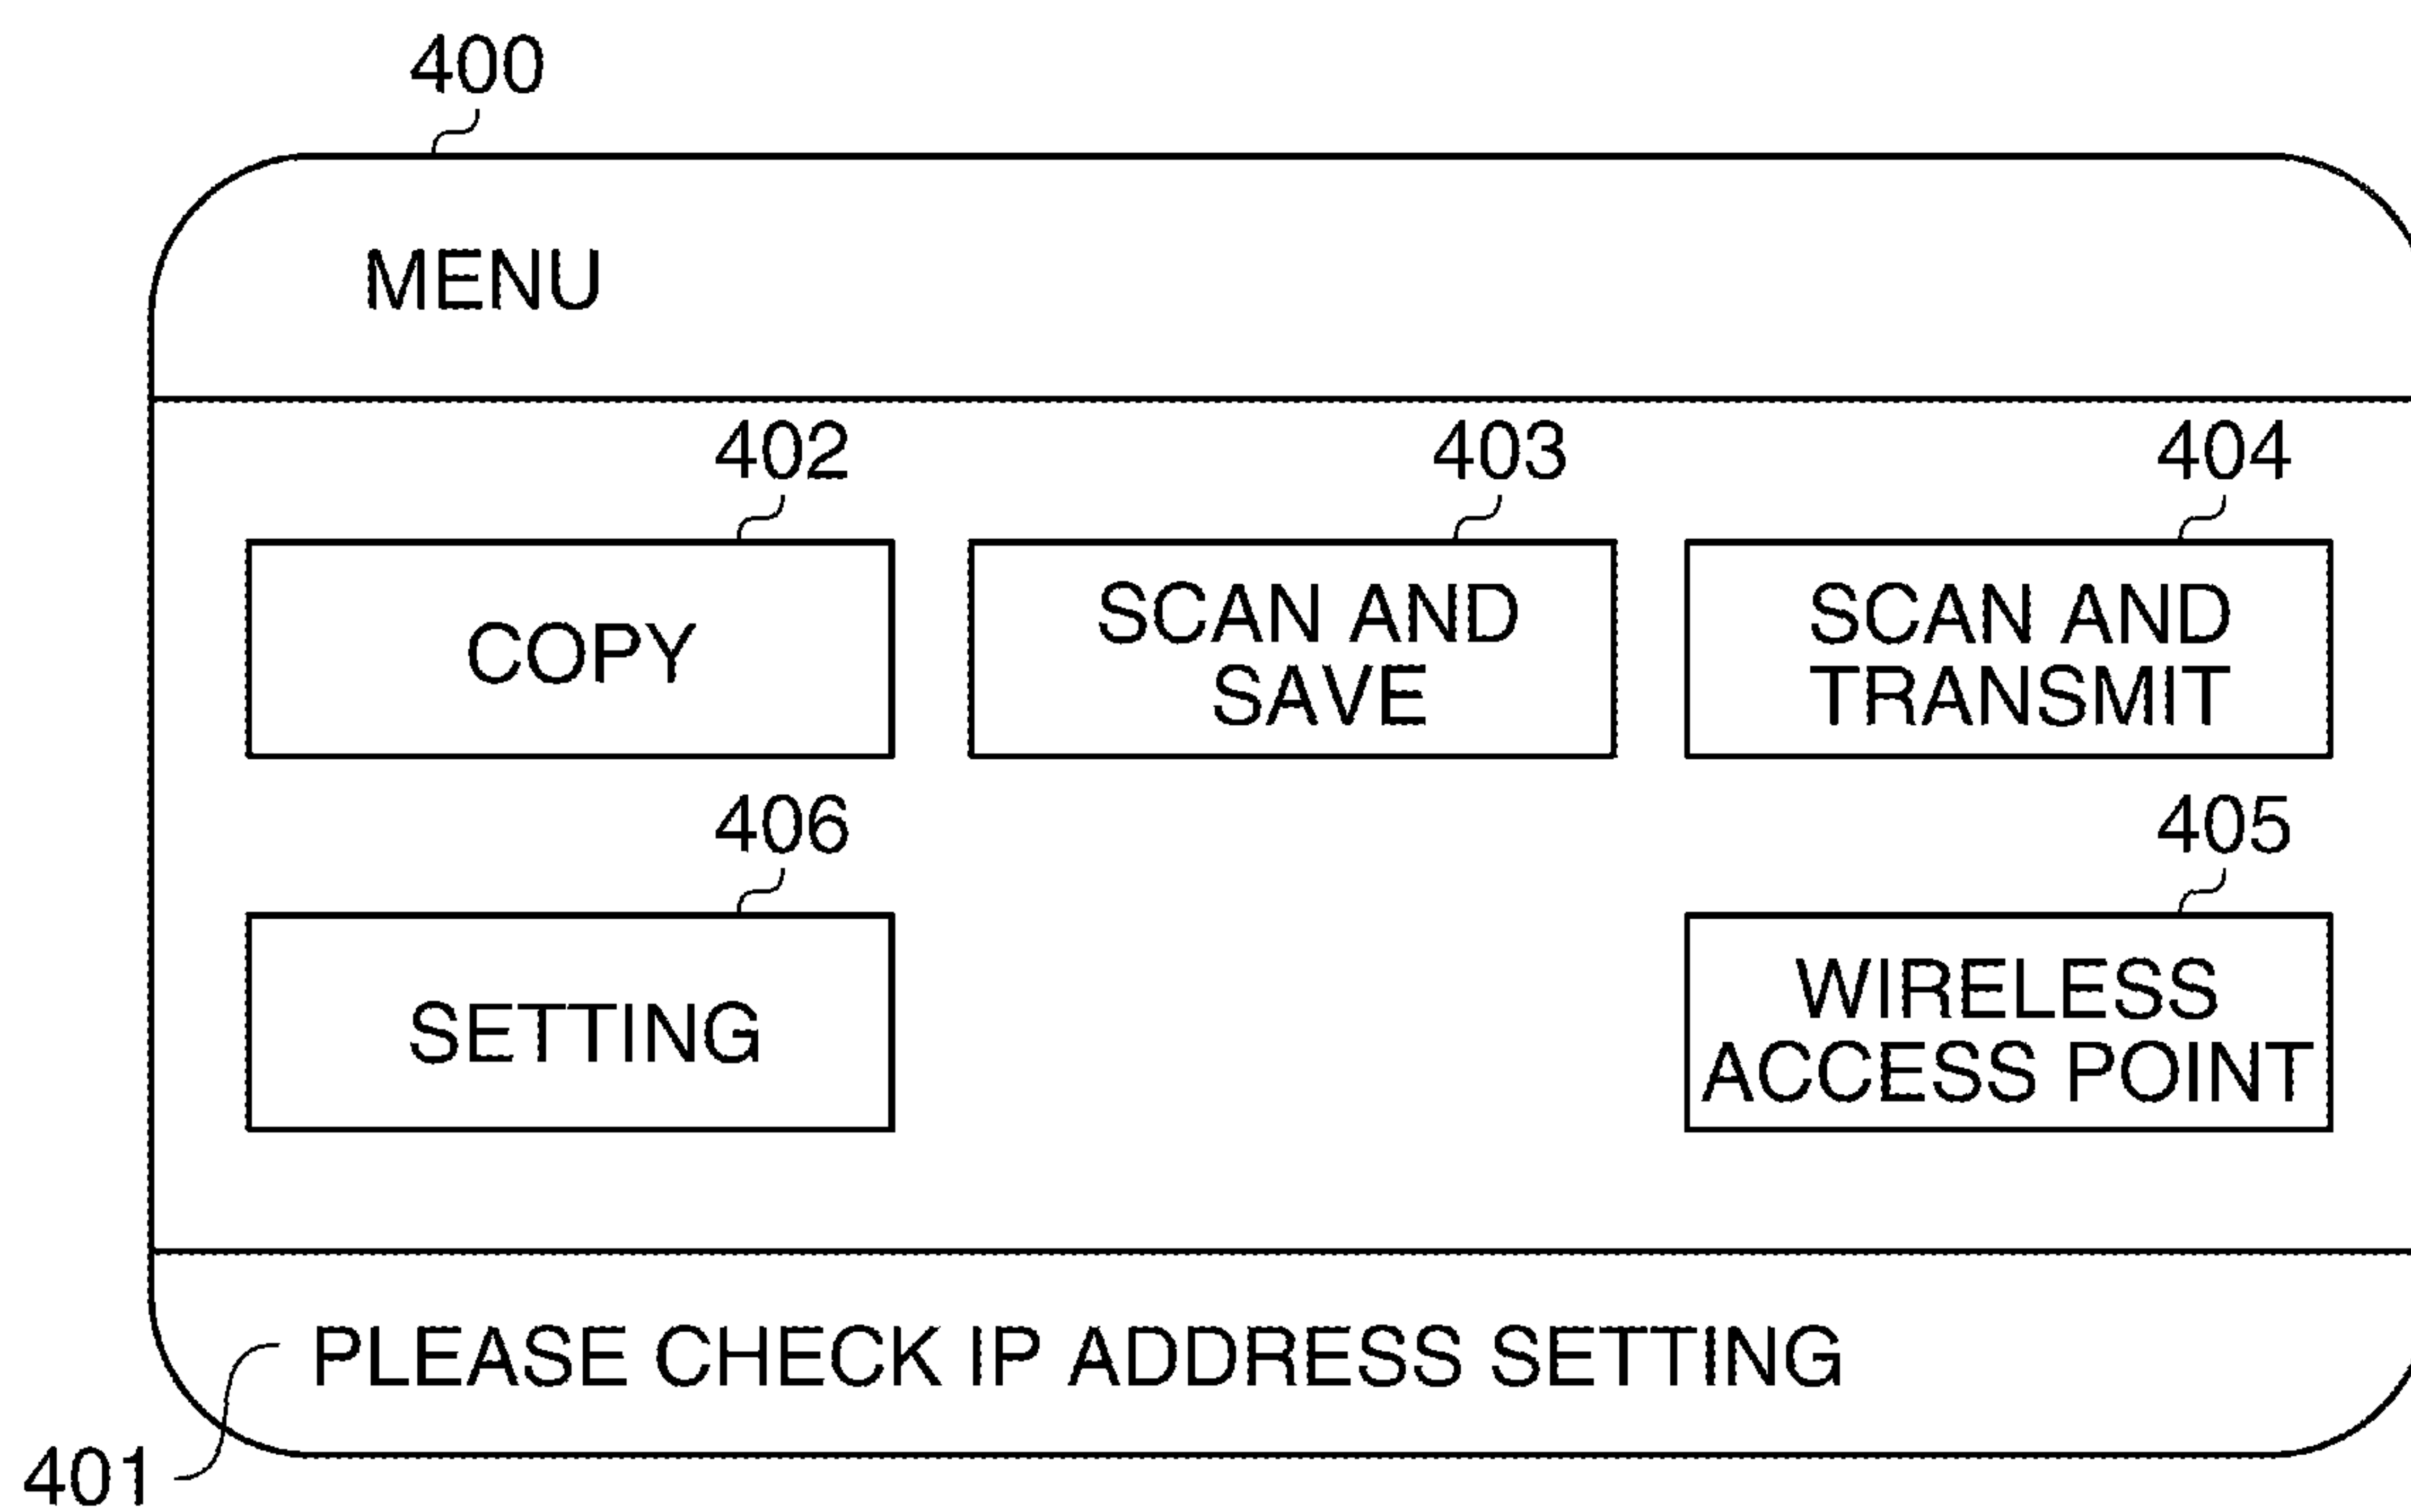 400
MENU
402
403
404
COPY
SCAN AND
SAVE
SCAN AND
TRANSMIT
406
405
SETTING
WIRELESS
ACCESS POINT
PLEASE CHECK IP ADDRESS SETTING
401